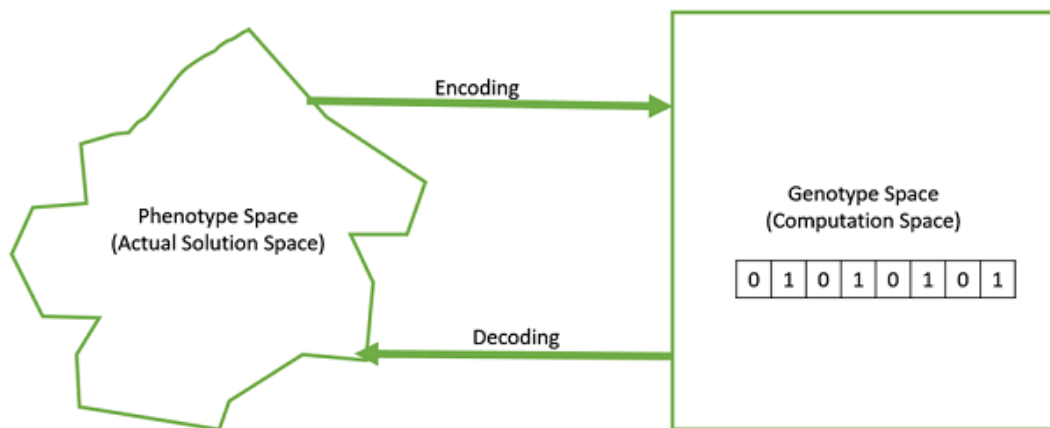 Encoding
Phenotype Space
(Actual Solution Space)
Genotype Space
(Computation Space)
0 1 0 1 0 1 0 1
Decoding